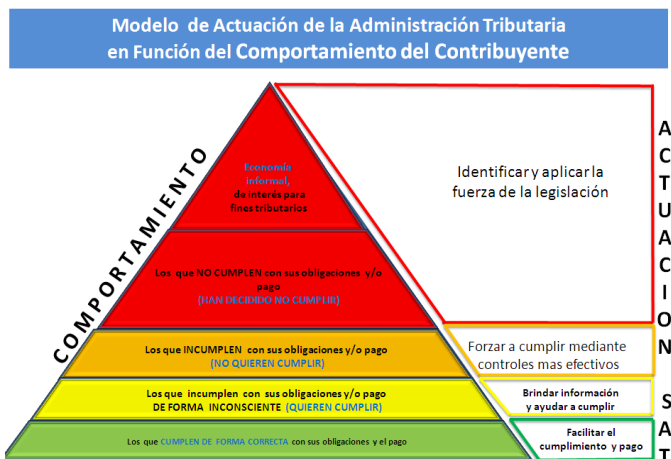 Modelo de Actuación de la Administración Tributaria
en Función del Comportamiento del Contribuyente
COMPORTAMIENTO
Economía
informal,
de interés para
fines tributarios
Identificar y aplicar la
fuerza de la legislación
Los que NO CUMPLEN con sus obligaciones y/o
pago
(HAN DECIDIDO NO CUMPLIR)
Los que INCUMPLEN con sus obligaciones y/o pago
(NO QUIEREN CUMPLIR)
Forzar a cumplir mediante
controles mas efectivos
Los que incumplen con sus obligaciones y/o pago
DE FORMA INCONSCIENTE (QUIEREN CUMPLIR)
Brindar información
y ayudar a cumplir
Los que CUMPLEN DE FORMA CORRECTA con sus obligaciones y el pago
Facilitar el
cumplimiento y pago
ACTUACION SAT